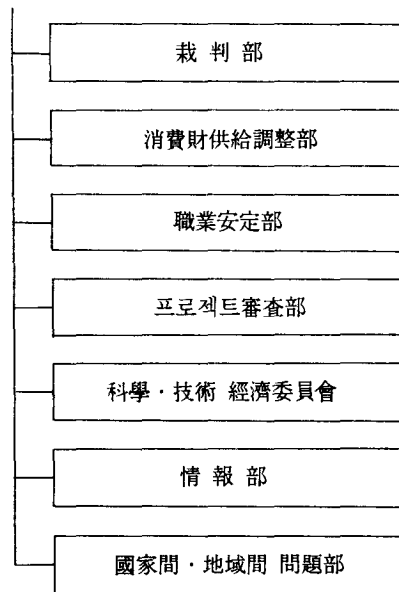 裁 判 部
消費財供給調整部
職業安定部
프로젝트審査部
科學·技術 經濟委員會
情 報 部
國家間·地域間 問題部